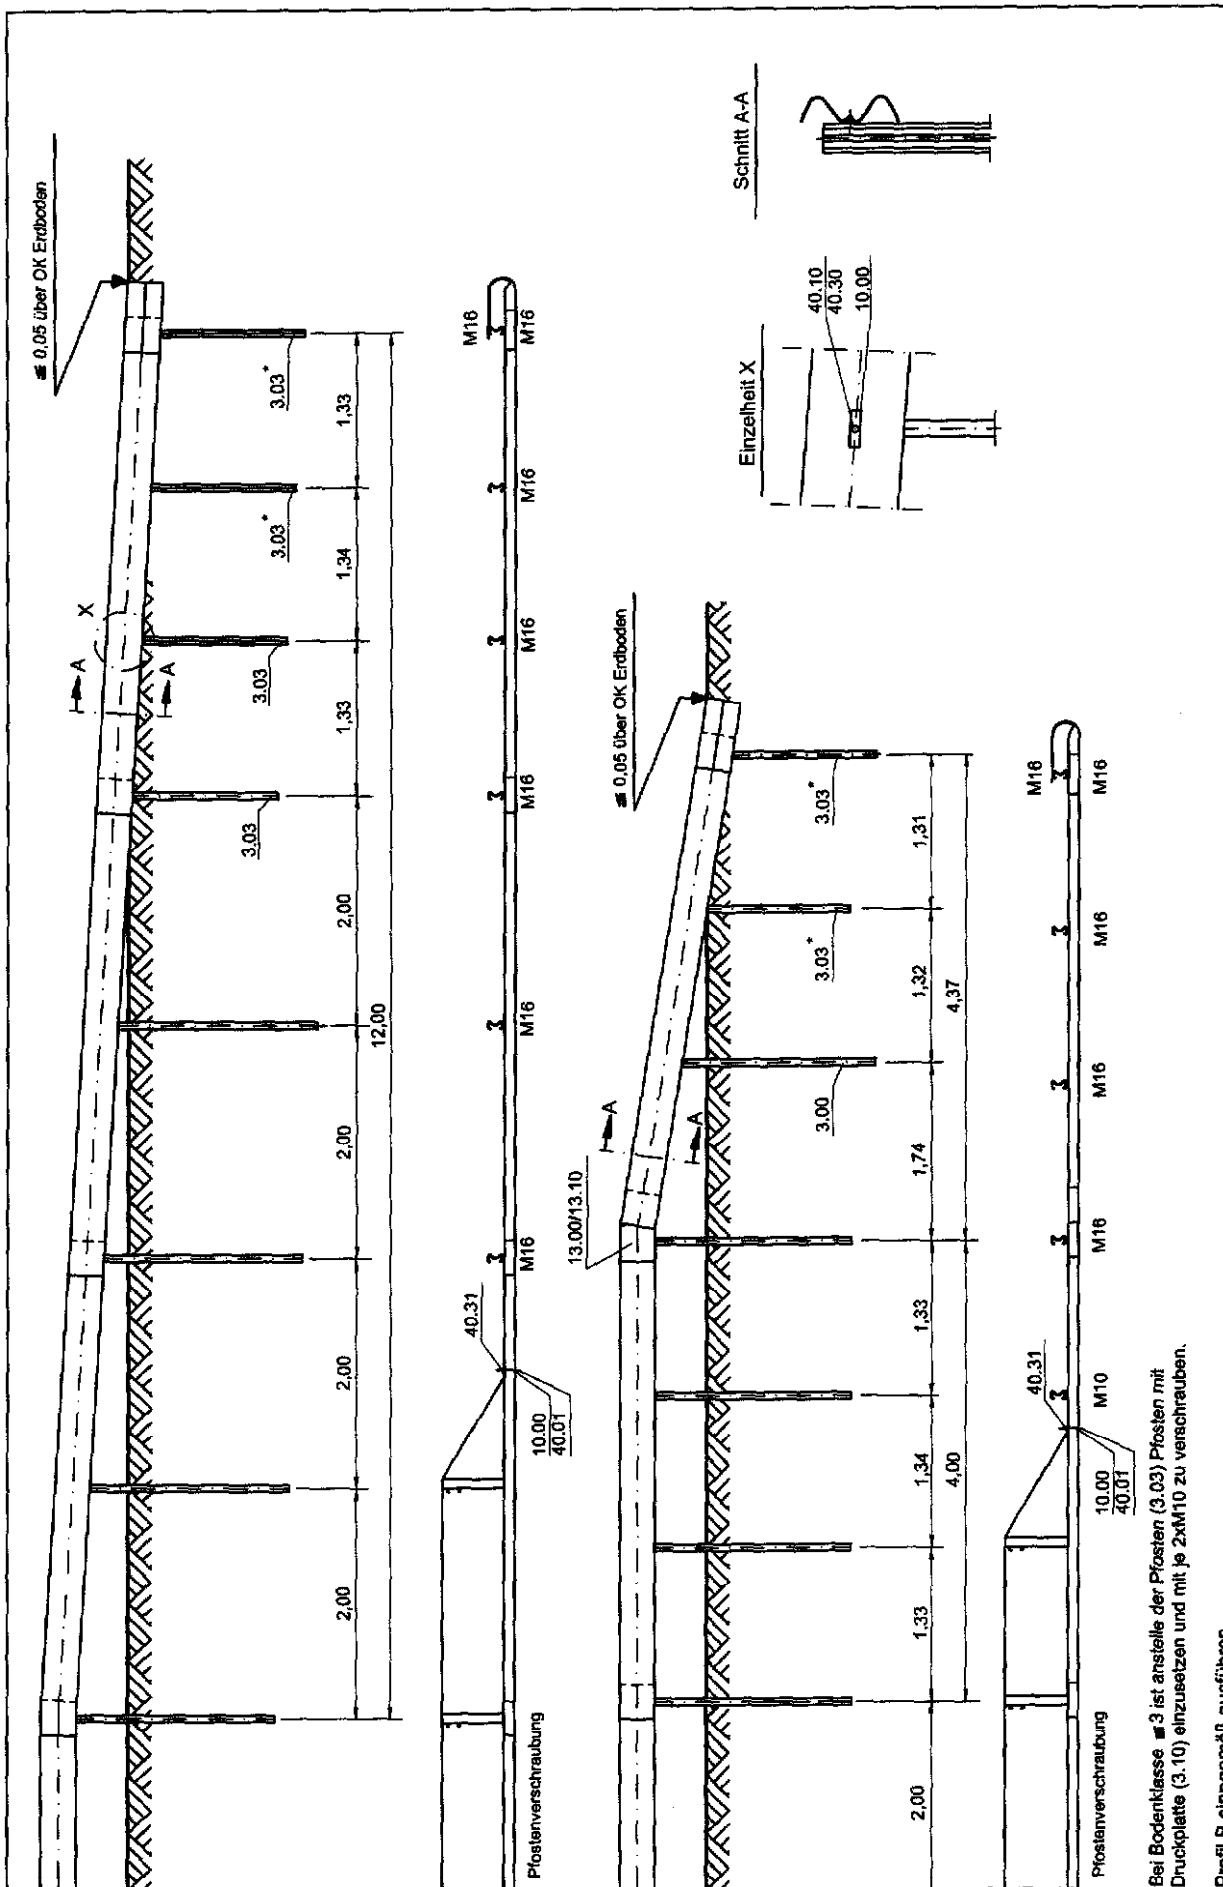 ≦ 0,05 über OK Erdboden
X
A
A
3.03
3.03
3.03*
3.03*
2,00
2,00
2,00
2,00
1,33
1,34
1,33
12,00
40.31
M16
M16
M16
M16
M16
M16
M16
10.00
40.01
Pfostenverschraubung
≦ 0,05 über OK Erdboden
13.00/13.10
A
A
3.00
3.03*
3.03*
2,00
1,33
1,34
1,33
1,74
1,32
1,31
4,00
4,37
40.31
M16
M10
M16
M16
M16
M16
10.00
40.01
Pfostenverschraubung
Einzelheit X
40.10
40.30
10.00
Schnitt A-A
Bei Bodenklasse ≦ 3 ist anstelle der Pfosten (3.03) Pfosten mit
Druckplatte (3.10) einzusetzen und mit je 2xM10 zu verschrauben.
Profil B sinngemäß ausführen